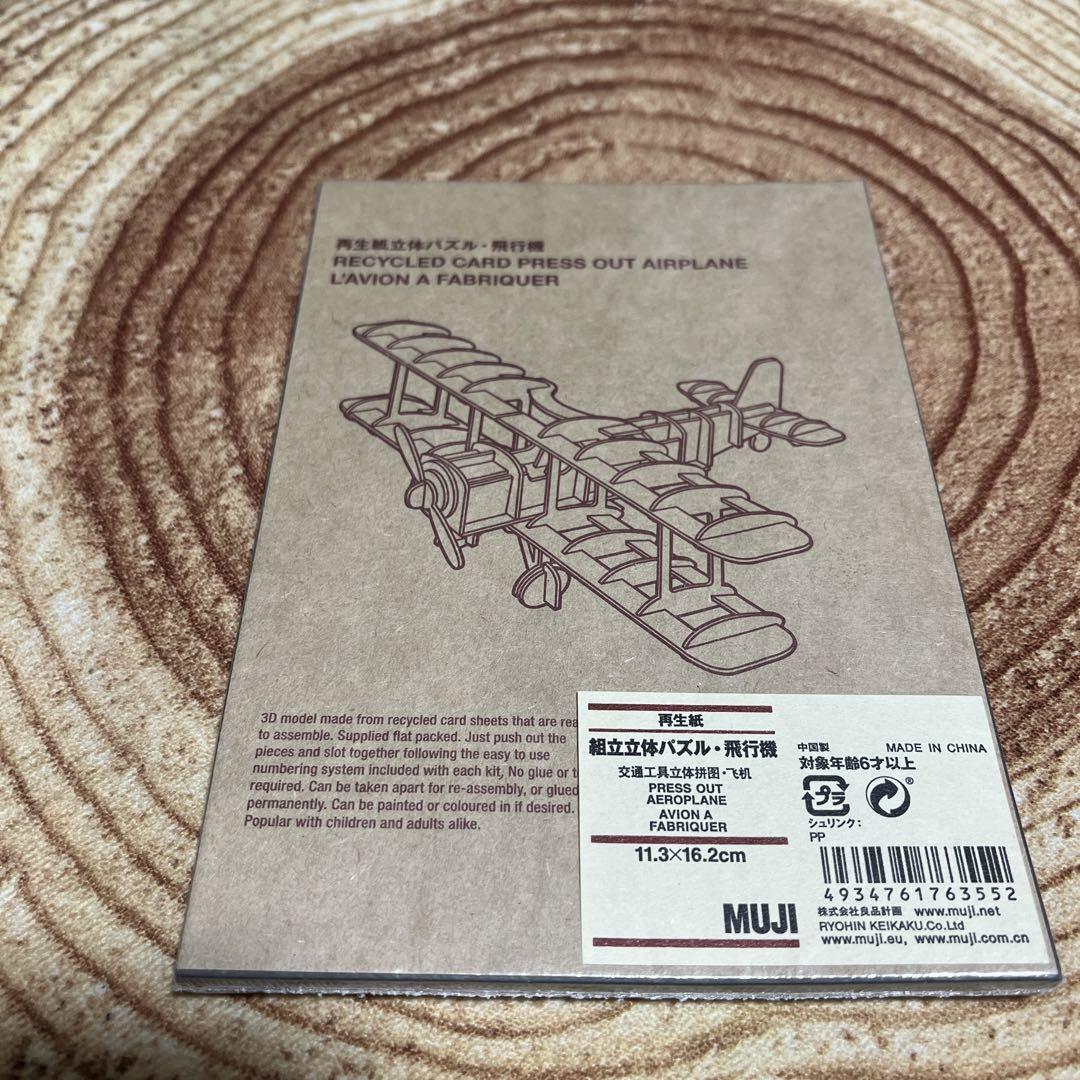 再生紙立体パズル・飛行機
RECYCLED CARD PRESS OUT AIRPLANE
L'AVION A FABRIQUER
3D model made from recycled card sheets that are
to assemble. Supplied flat packed. Just push out the
pieces and slot together following the easy to use
numbering system included with each kit, No glue or
required. Can be taken apart for re-assembly, or glued
permanently. Can be painted or coloured in if desired.
Popular with children and adults alike.
再生紙
組立立体パズル・飛行機
交通工具立体拼图・飞机
PRESS OUT
AEROPLANE
AVION A
FABRIQUER
11.3×16.2cm
MUJI
中国製 MADE IN CHINA
対象年齢6才以上
プラ
シュリンク:
PP
4934761763552
株式会社良品計画 www.muji.net
RYOHIN KEIKAKU.Co.Ltd
www.muji.eu, www.muji.com.cn